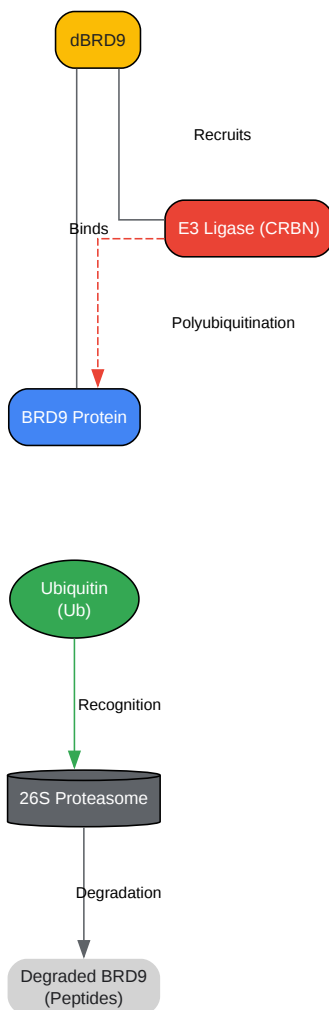 dBRD9
Recruits
E3 Ligase (CRBN)
Binds
Polyubiquitination
BRD9 Protein
Ubiquitin
(Ub)
Recognition
26S Proteasome
Degradation
Degraded BRD9
(Peptides)